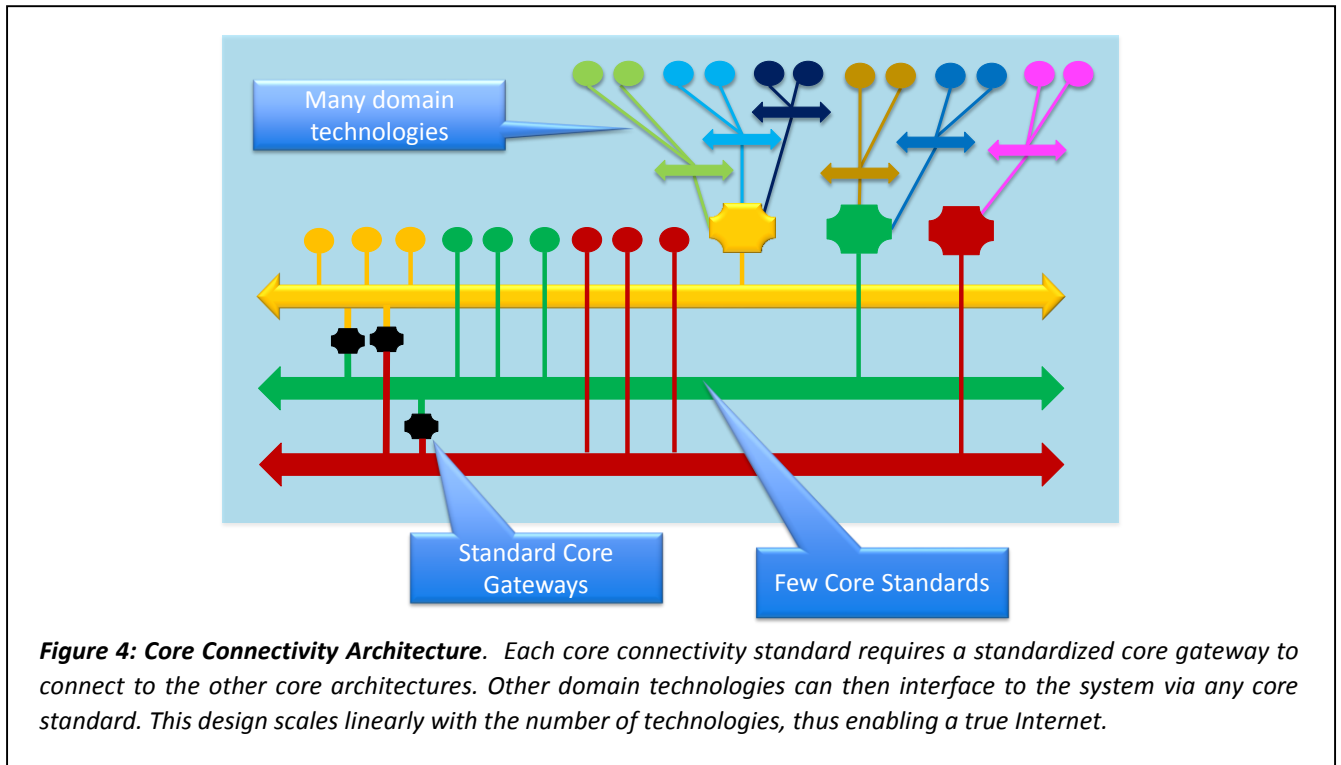 Many domain
technologies
Standard Core
Gateways
Few Core Standards
Figure 4: Core Connectivity Architecture. Each core connectivity standard requires a standardized core gateway to
connect to the other core architectures. Other domain technologies can then interface to the system via any core
standard. This design scales linearly with the number of technologies, thus enabling a true Internet.